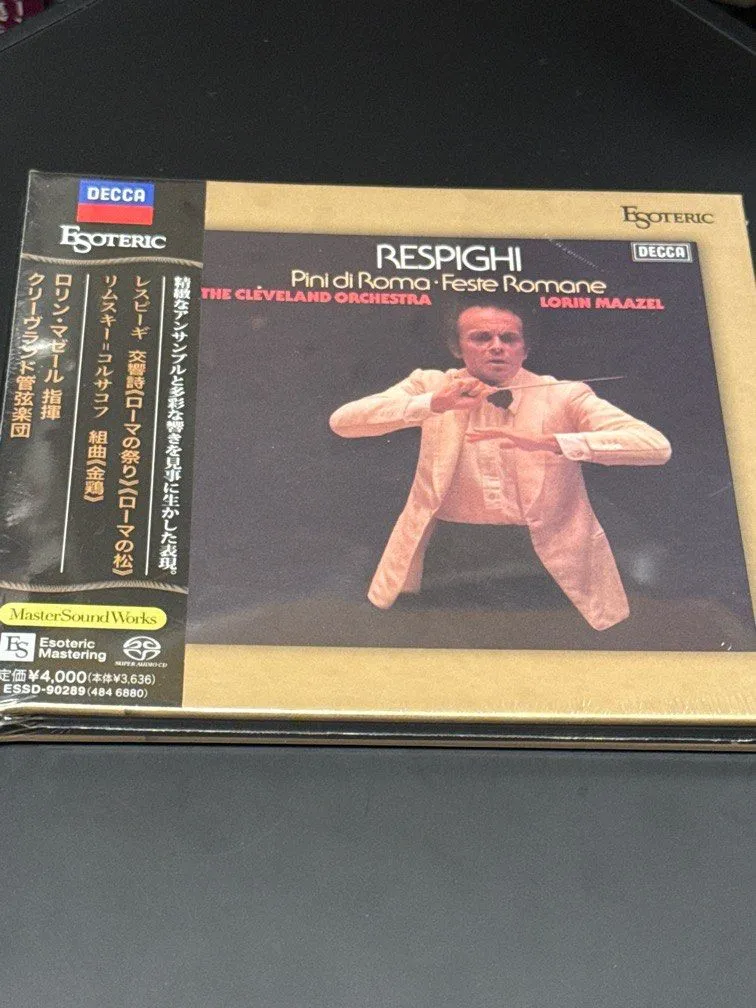 DECCA
ESOTERIC
精緻なアンサンブルと多彩な響きを見事に生かした表現。
レスピーギ 交響詩《ローマの祭り》《ローマの松》
リムスキー=コルサコフ 組曲《金鶏》
ロリン・マゼール 指揮
クリーヴランド管弦楽団
MasterSoundWorks
ES Esoteric
Mastering
SUPER AUDIO CD
定価¥4,000(本体¥3,636)
ESSD-90289(484 6880)
ESOTERIC
RESPIGHI
DECCA
Pini di Roma·Feste Romane
THE CLEVELAND ORCHESTRA LORIN MAAZEL